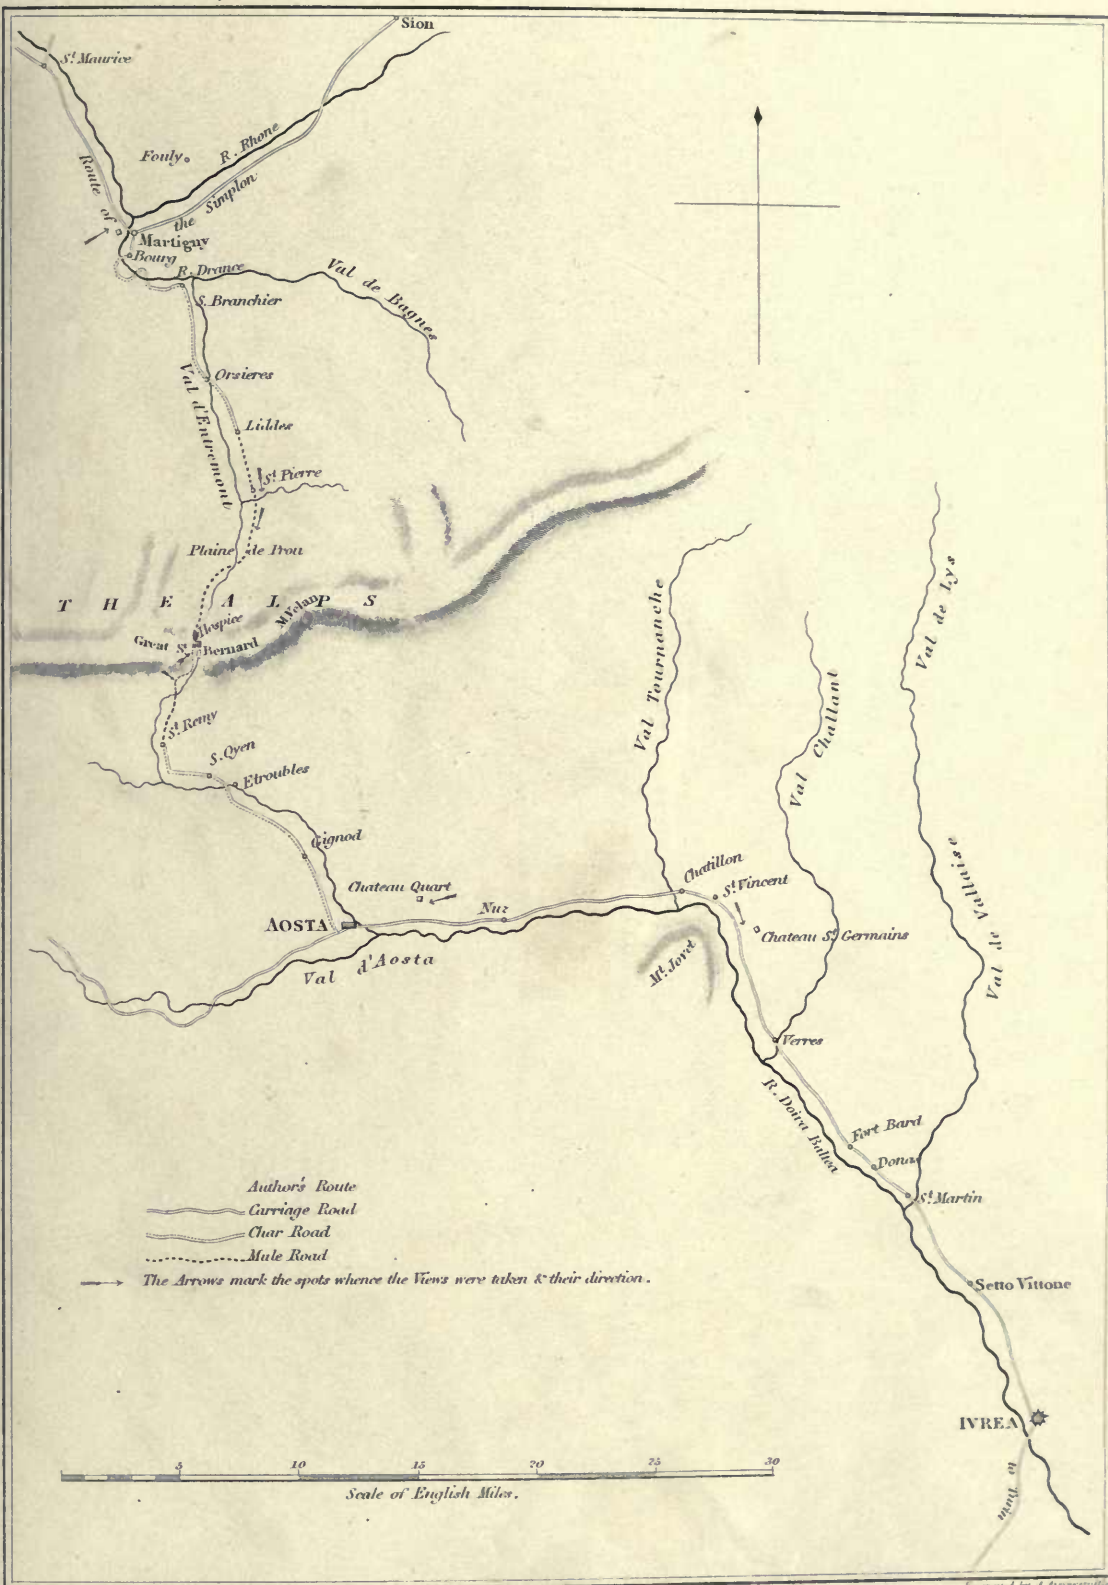 Sion
St. Maurice
Fouly
R. Rhone
Route of the Simplon
Martigny
Bourg
R. Drance
Val de Bagnes
S. Branchier
Orsieres
Val d'Entremont
Liddes
St. Pierre
Plaine de Prou
THE ALPS
M. Velan
Hospice
Great St. Bernard
St. Remy
S. Oyen
Etroubles
Gignod
Chateau Quart
AOSTA
Nuz
Val d'Aosta
Val Tournanche
Val Challant
Val de Lys
Val de Vallaise
Chatillon
St. Vincent
Chateau St. Germains
Mt. Jovet
Verres
R. Doira Baltea
Fort Bard
Donas
St. Martin
Setto Vittone
IVREA
to Turin
Author's Route
Carriage Road
Char Road
Mule Road
The Arrows mark the spots whence the Views were taken & their direction.
5 10 15 20 25 30
Scale of English Miles.